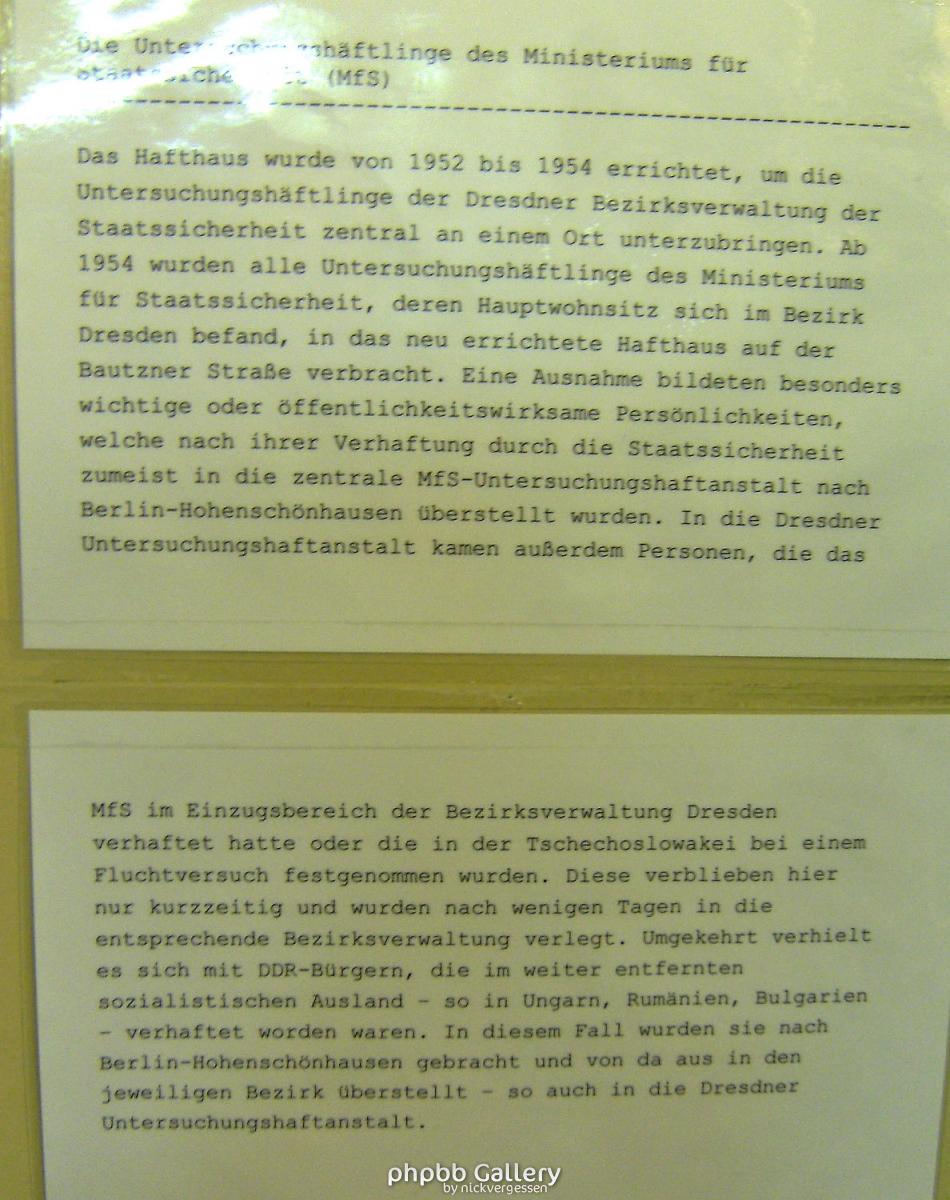 Die Untersuchungshäftlinge des Ministeriums für
Staatssicherheit (MfS)
Das Hafthaus wurde von 1952 bis 1954 errichtet, um die
Untersuchungshäftlinge der Dresdner Bezirksverwaltung der
Staatssicherheit zentral an einem Ort unterzubringen. Ab
1954 wurden alle Untersuchungshäftlinge des Ministeriums
für Staatssicherheit, deren Hauptwohnsitz sich im Bezirk
Dresden befand, in das neu errichtete Hafthaus auf der
Bautzner Straße verbracht. Eine Ausnahme bildeten besonders
wichtige oder öffentlichkeitswirksame Persönlichkeiten,
welche nach ihrer Verhaftung durch die Staatssicherheit
zumeist in die zentrale MfS-Untersuchungshaftanstalt nach
Berlin-Hohenschönhausen überstellt wurden. In die Dresdner
Untersuchungshaftanstalt kamen außerdem Personen, die das
MfS im Einzugsbereich der Bezirksverwaltung Dresden
verhaftet hatte oder die in der Tschechoslowakei bei einem
Fluchtversuch festgenommen wurden. Diese verblieben hier
nur kurzzeitig und wurden nach wenigen Tagen in die
entsprechende Bezirksverwaltung verlegt. Umgekehrt verhielt
es sich mit DDR-Bürgern, die im weiter entfernten
sozialistischen Ausland - so in Ungarn, Rumänien, Bulgarien
- verhaftet worden waren. In diesem Fall wurden sie nach
Berlin-Hohenschönhausen gebracht und von da aus in den
jeweiligen Bezirk überstellt - so auch in die Dresdner
Untersuchungshaftanstalt.
phpbb Gallery
by nickvergessen